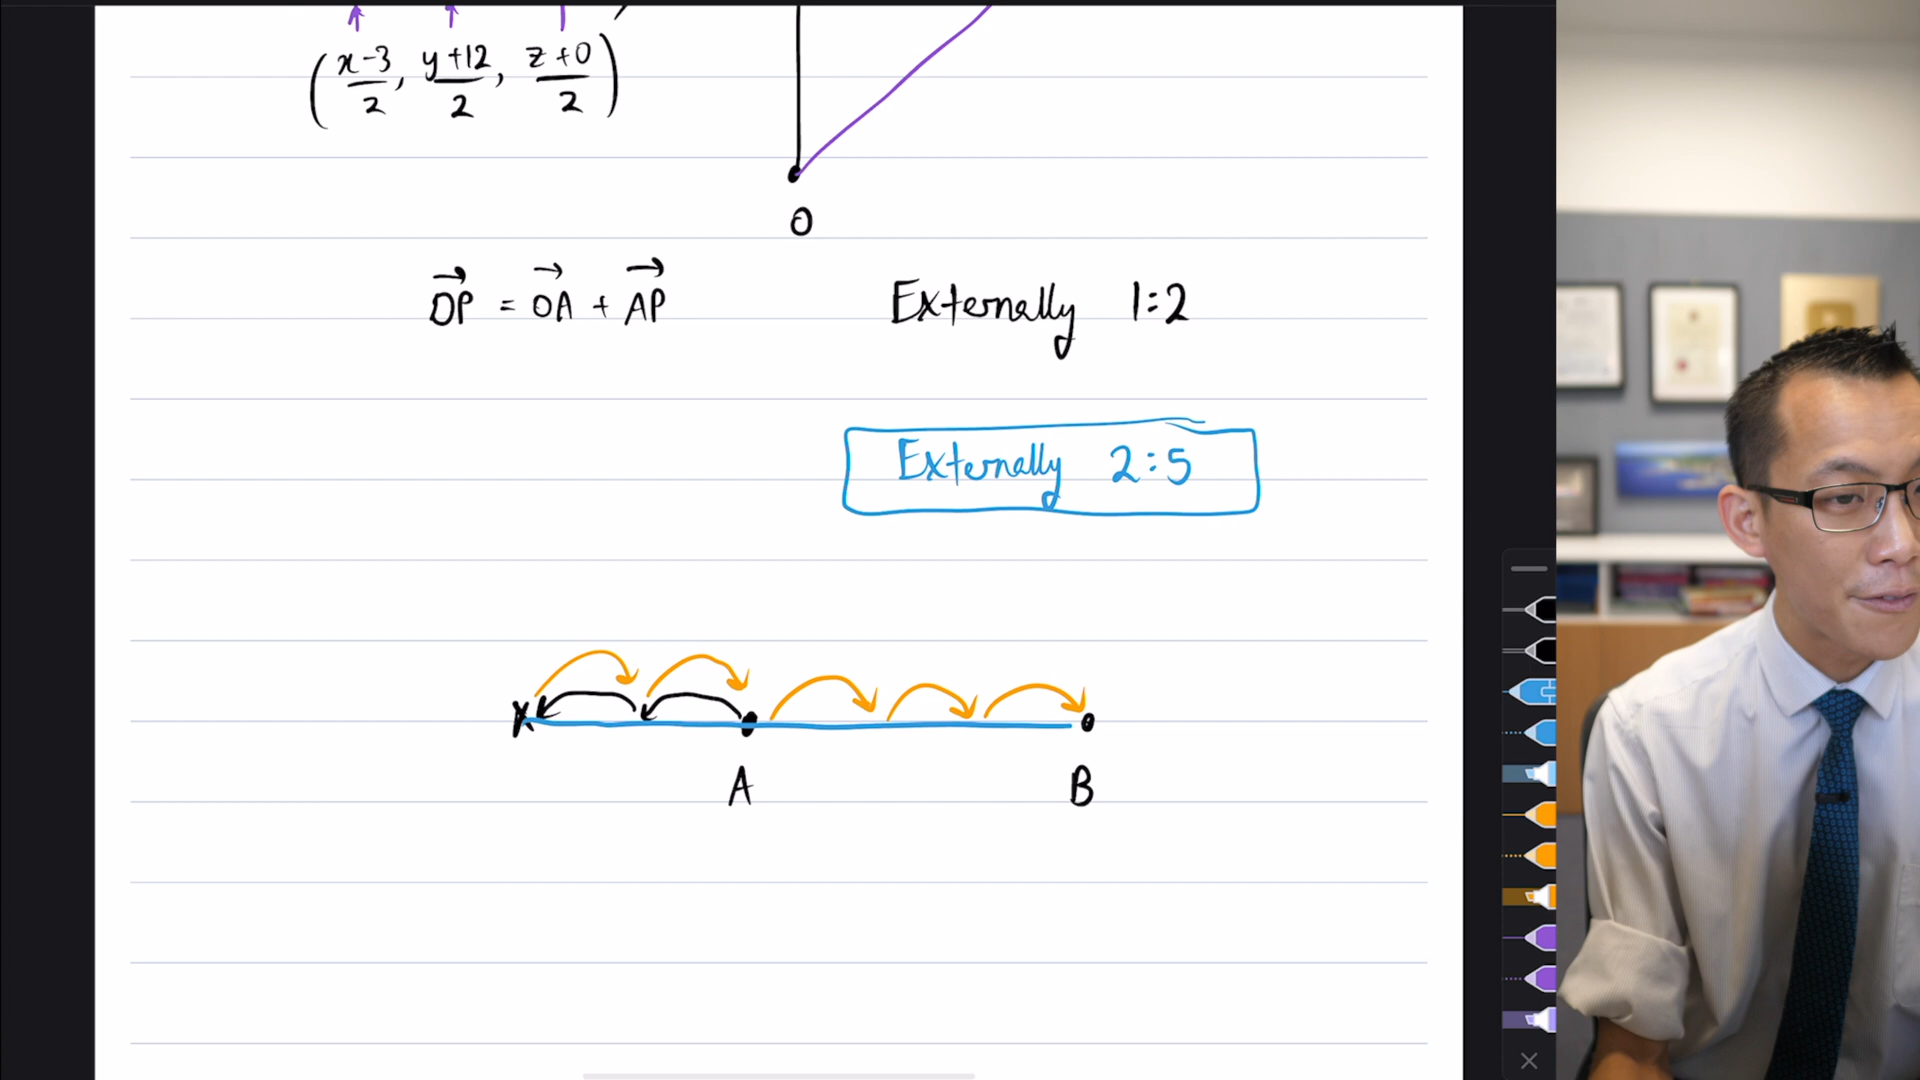 (x-3/2, y+12/2, z+0/2)
O
→OP = →OA + →AP
Externally 1:2
Externally 2:5
A B